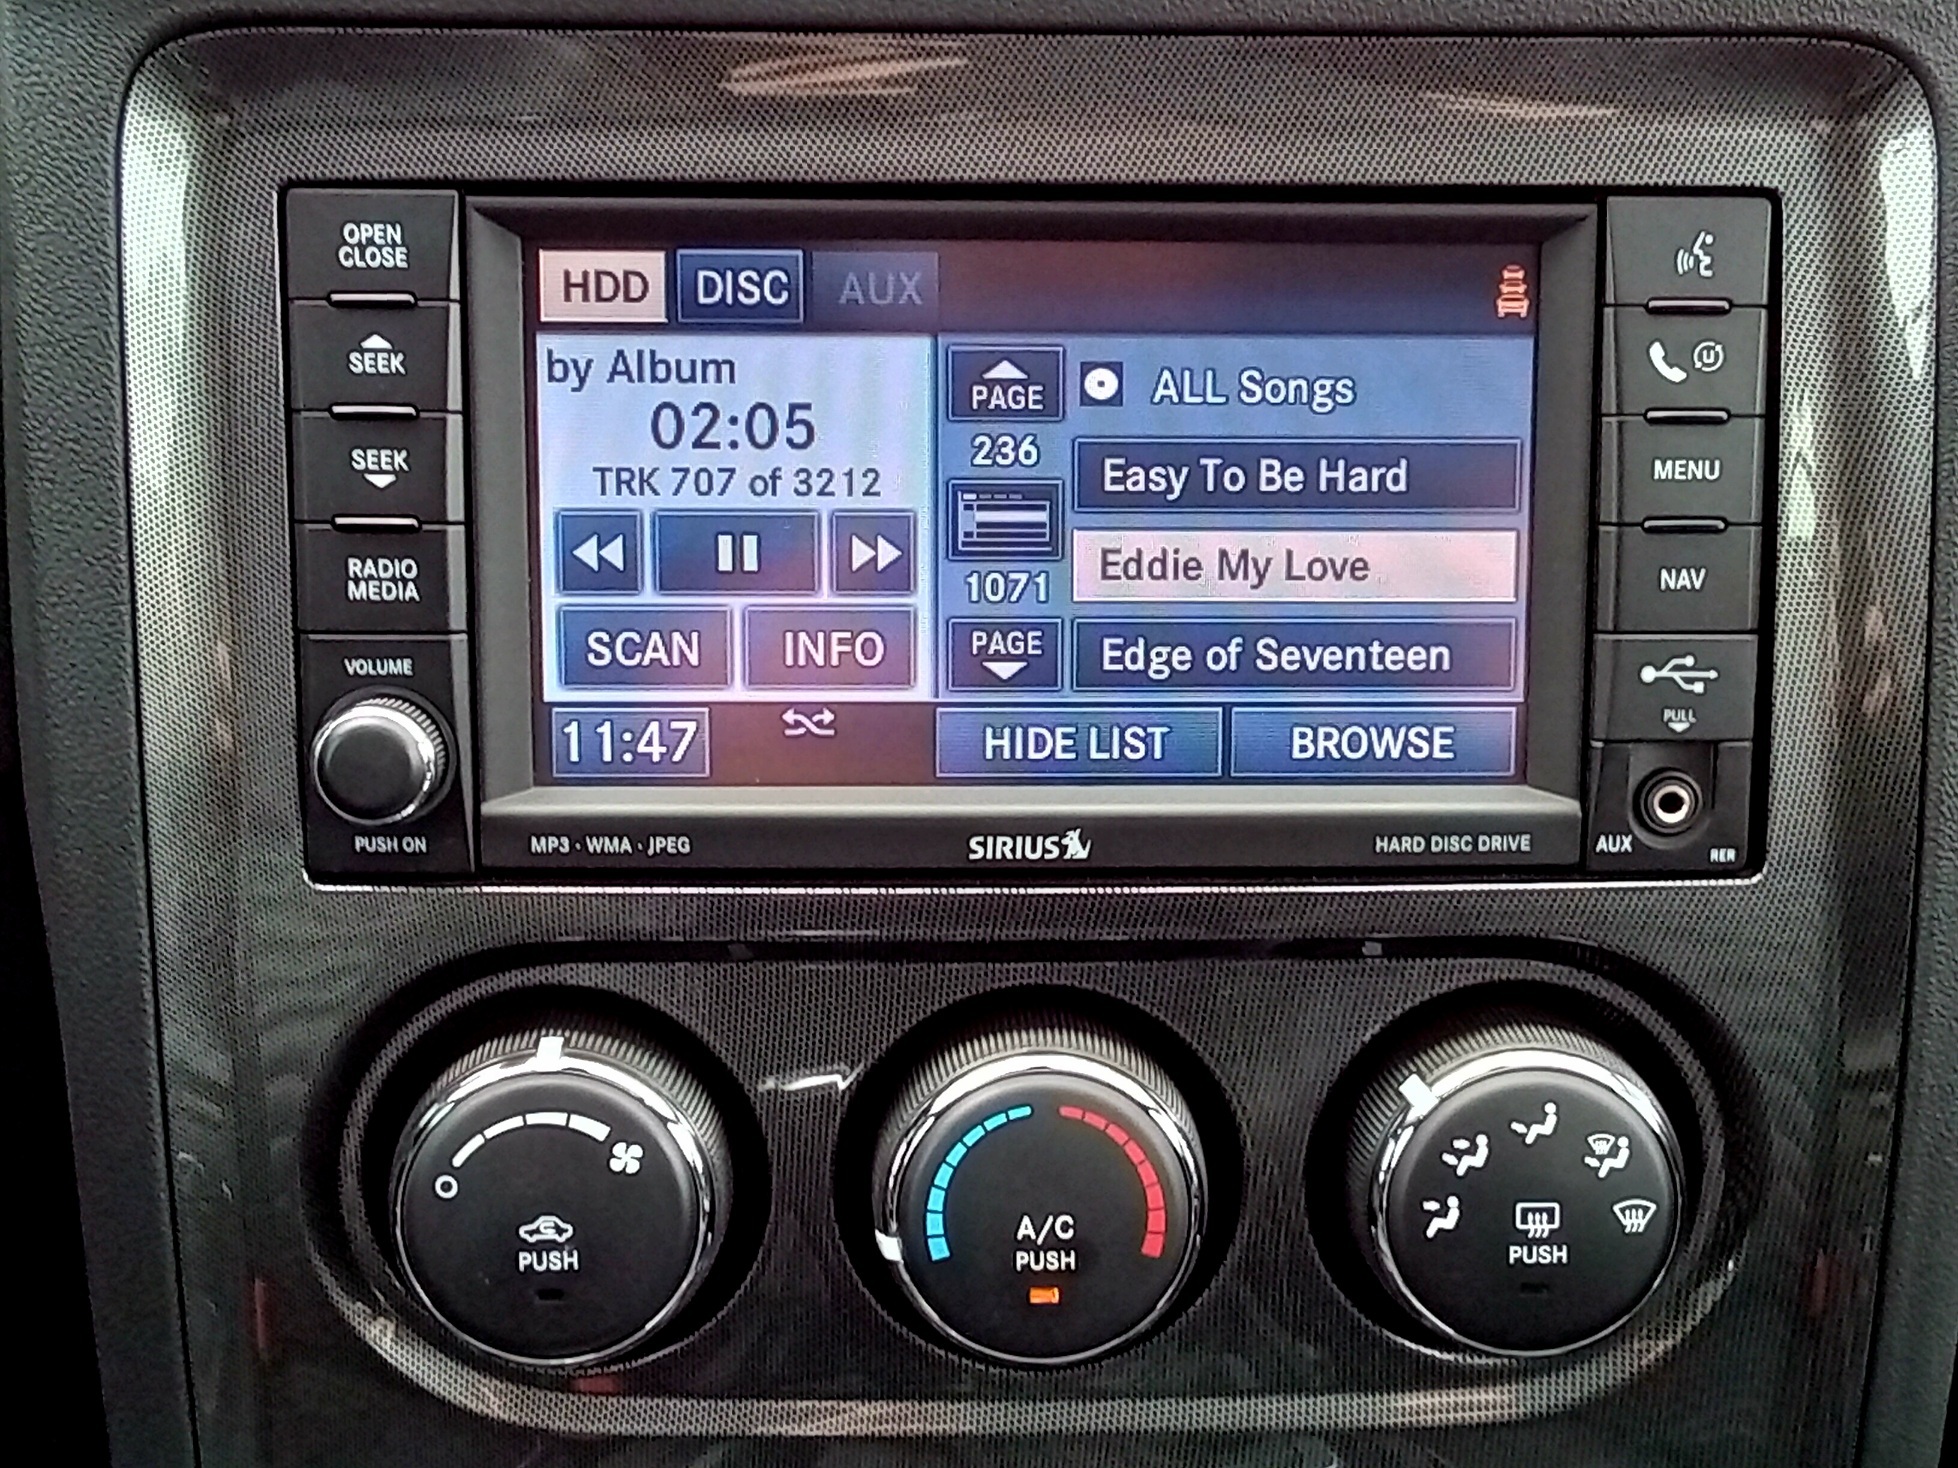 OPEN
CLOSE
SEEK
SEEK
RADIO
MEDIA
VOLUME
PUSH ON
HDD
DISC
AUX
by Album
02:05
TRK 707 of 3212
SCAN
INFO
11:47
PAGE
236
1071
PAGE
ALL Songs
Easy To Be Hard
Eddie My Love
Edge of Seventeen
HIDE LIST
BROWSE
MP3 · WMA · JPEG
SIRIUS
HARD DISC DRIVE
U
MENU
NAV
PULL
AUX
RER
PUSH
A/C
PUSH
PUSH